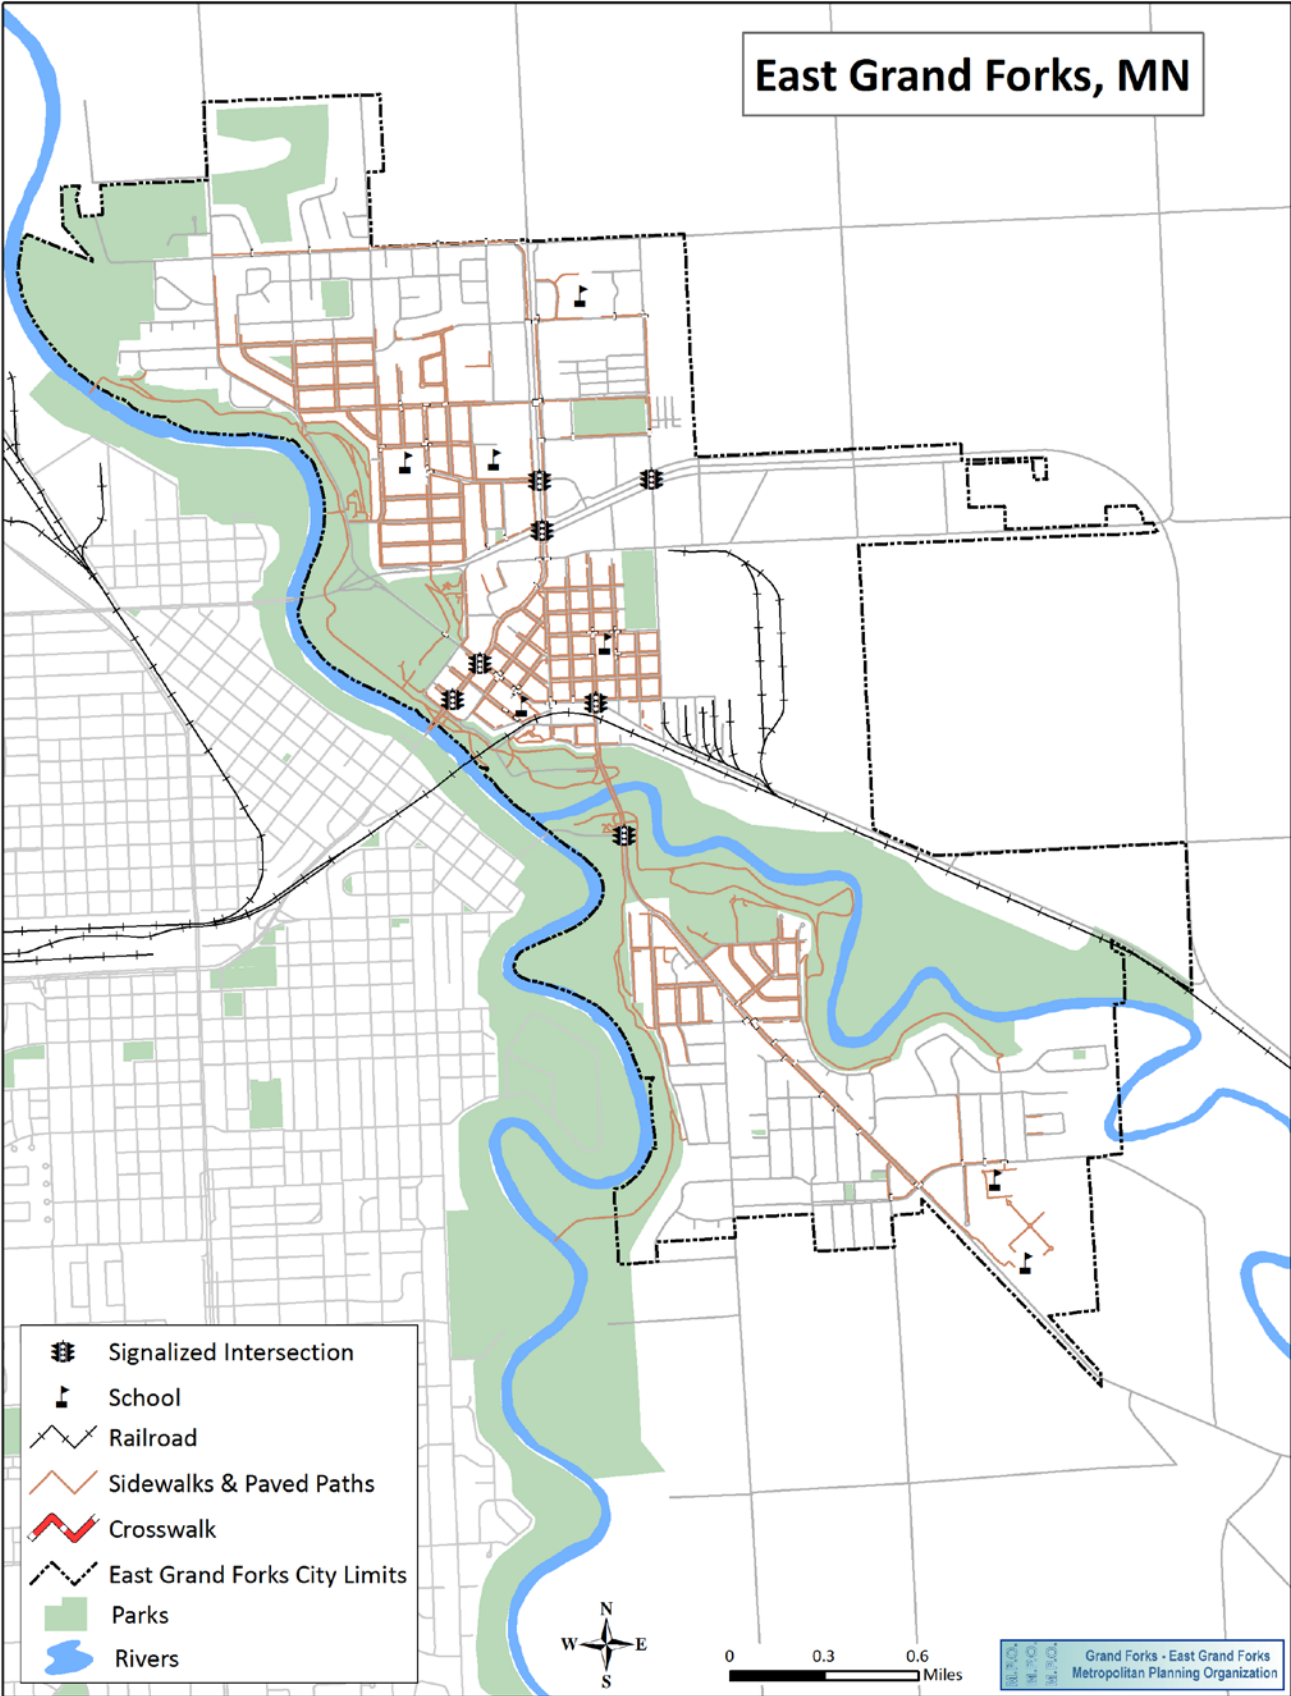 East Grand Forks, MN
Signalized Intersection
School
Railroad
Sidewalks & Paved Paths
Crosswalk
East Grand Forks City Limits
Parks
Rivers
N
W E
S
0 0.3 0.6
Miles
M.P.O. M.P.O. M.P.O.
Grand Forks - East Grand Forks
Metropolitan Planning Organization